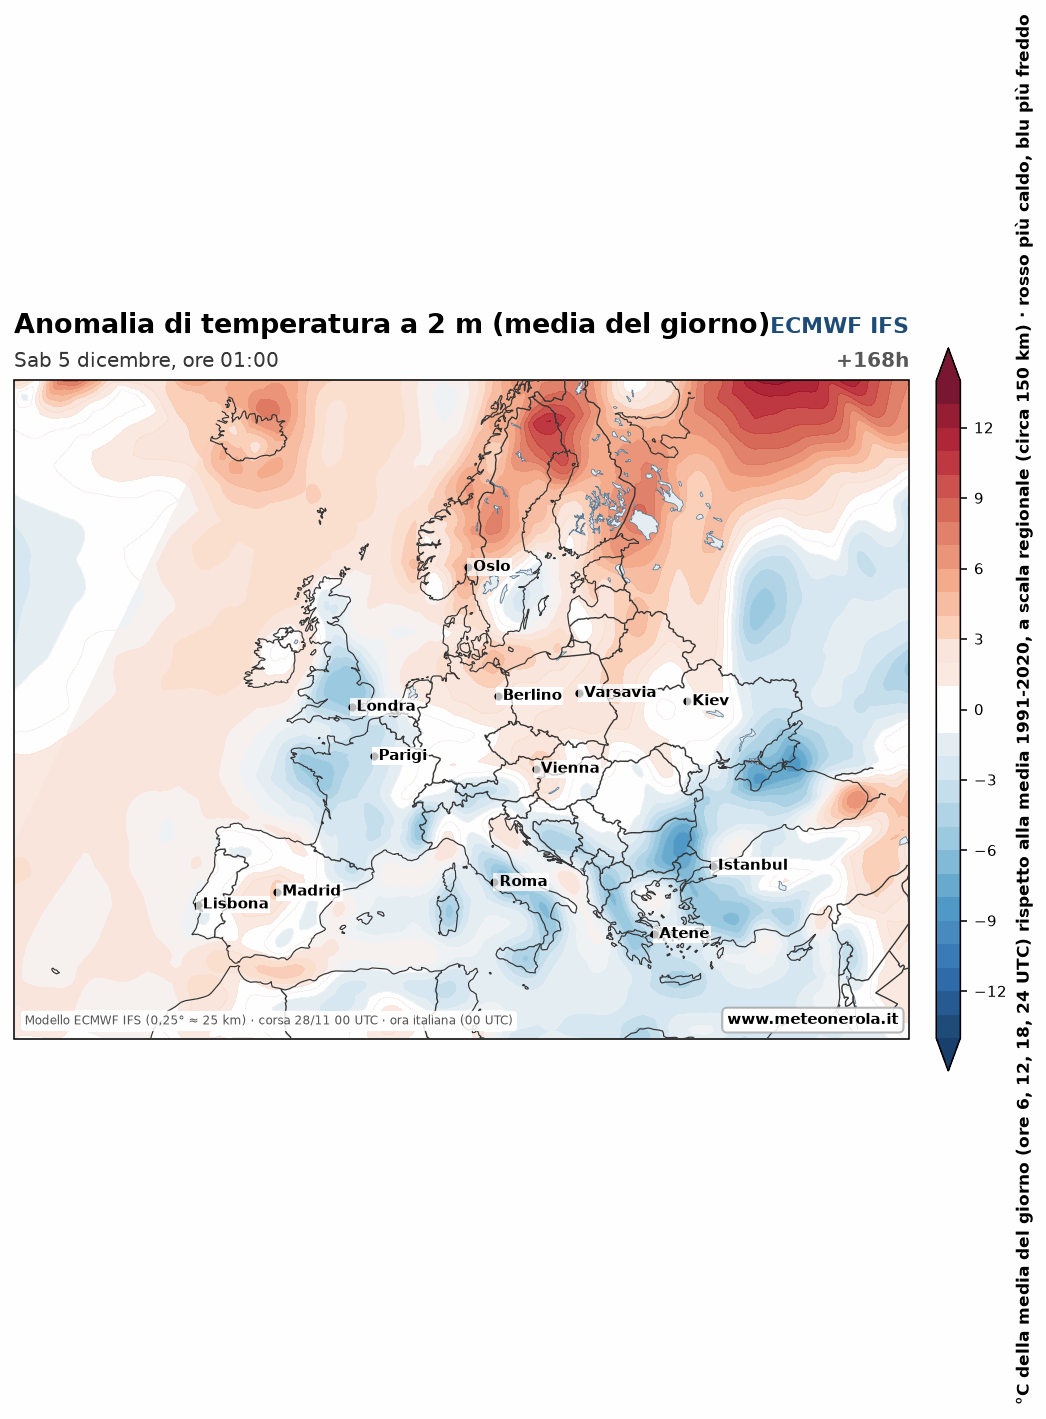 Anomalia di temperatura a 2 m (media del giorno)
ECMWF IFS
Sab 5 dicembre, ore 01:00
+168h
Oslo
Berlino
Varsavia
Kiev
Londra
Parigi
Vienna
Istanbul
Roma
Madrid
Lisbona
Atene
Modello ECMWF IFS (0,25° ≈ 25 km) · corsa 28/11 00 UTC · ora italiana (00 UTC)
www.meteonerola.it
12
9
6
3
0
−3
−6
−9
−12
°C della media del giorno (ore 6, 12, 18, 24 UTC) rispetto alla media 1991-2020, a scala regionale (circa 150 km) · rosso più caldo, blu più freddo